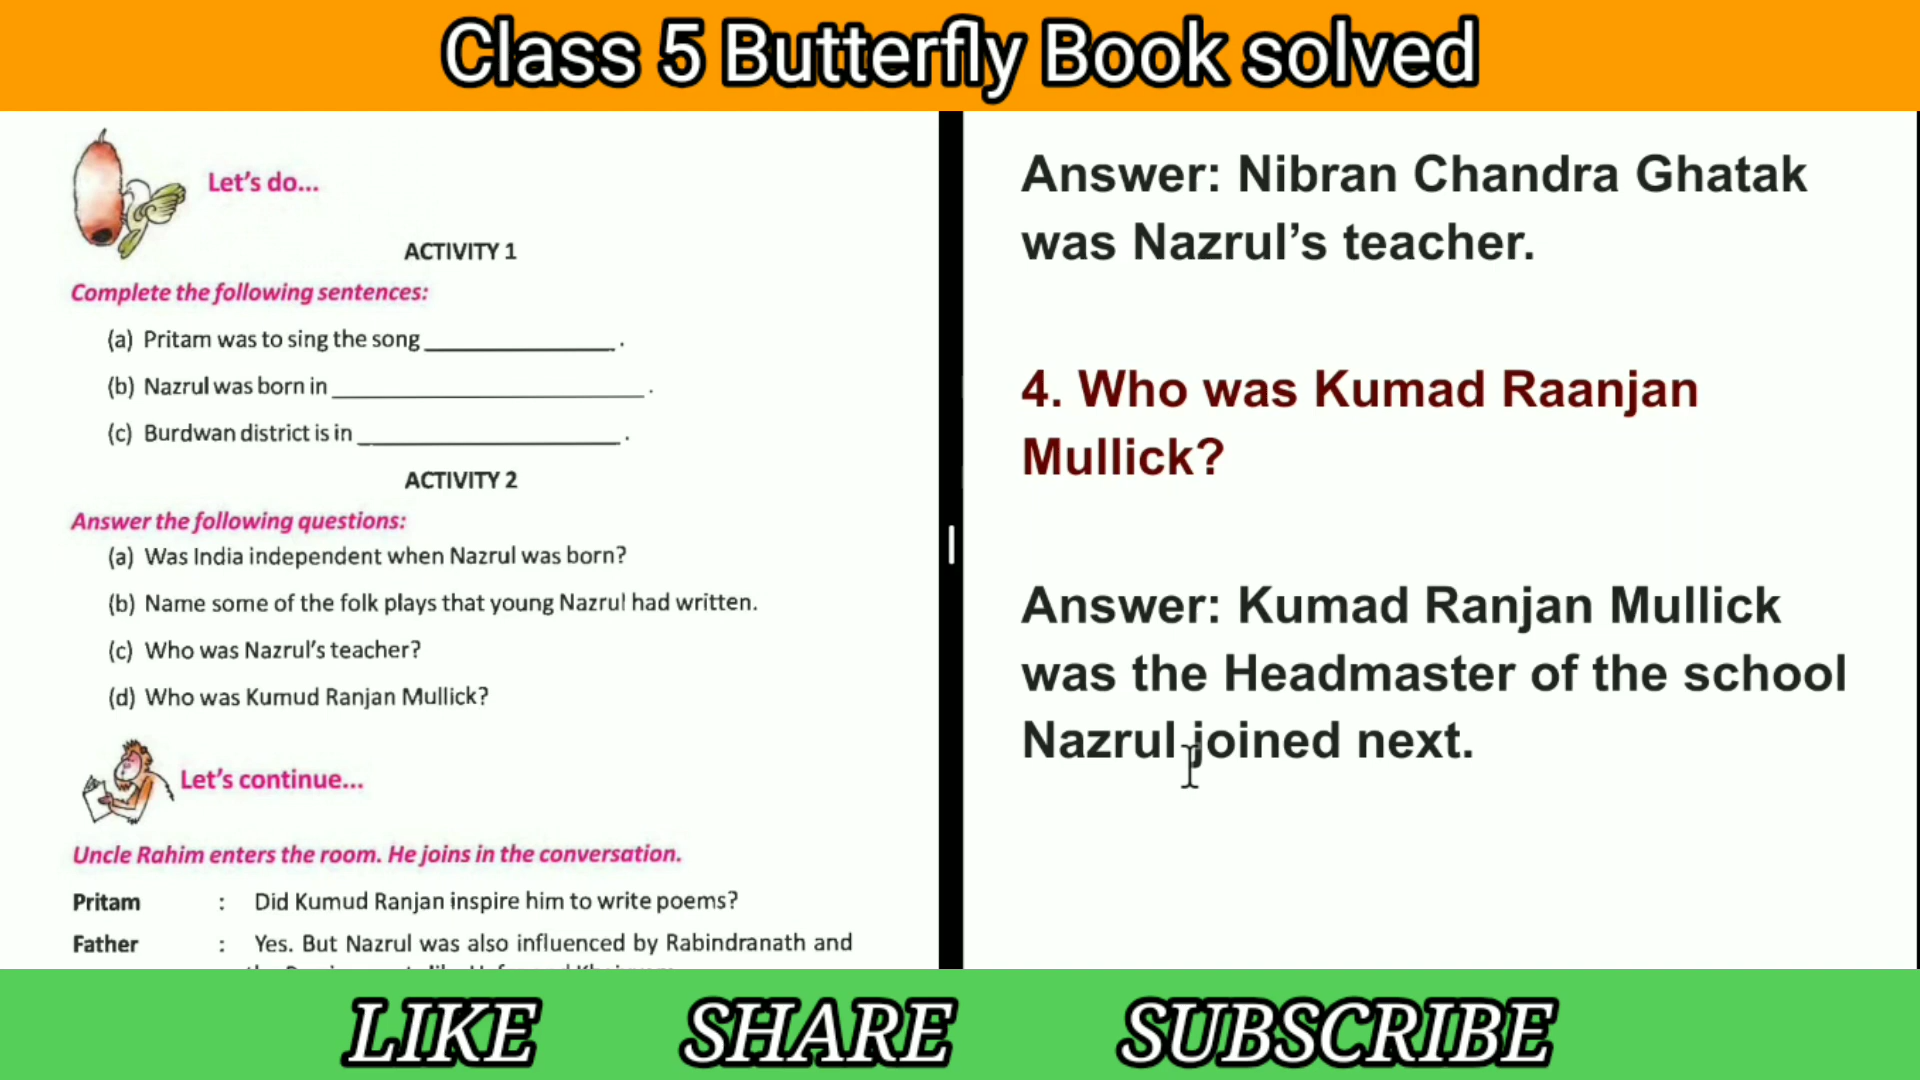 Class 5 Butterfly Book solved
Let's do...
ACTIVITY 1
Complete the following sentences:
(a) Pritam was to sing the song ______________ .
(b) Nazrul was born in ______________________ .
(c) Burdwan district is in ___________________ .
ACTIVITY 2
Answer the following questions:
(a) Was India independent when Nazrul was born?
(b) Name some of the folk plays that young Nazrul had written.
(c) Who was Nazrul's teacher?
(d) Who was Kumud Ranjan Mullick?
Let's continue...
Uncle Rahim enters the room. He joins in the conversation.
Pritam : Did Kumud Ranjan inspire him to write poems?
Father : Yes. But Nazrul was also influenced by Rabindranath and
Answer: Nibran Chandra Ghatak
was Nazrul’s teacher.
4. Who was Kumad Raanjan
Mullick?
Answer: Kumad Ranjan Mullick
was the Headmaster of the school
Nazrul joined next.
LIKE SHARE SUBSCRIBE